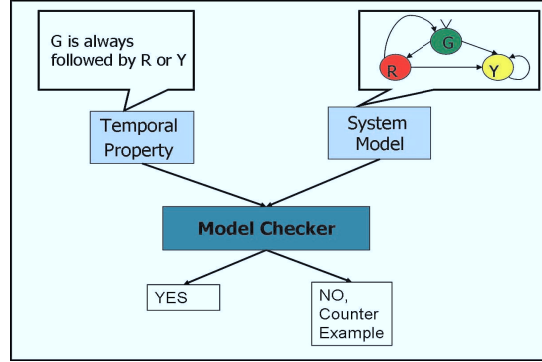 G is always
followed by R or Y
G
R
Y
Temporal
Property
System
Model
Model Checker
YES
NO,
Counter
Example